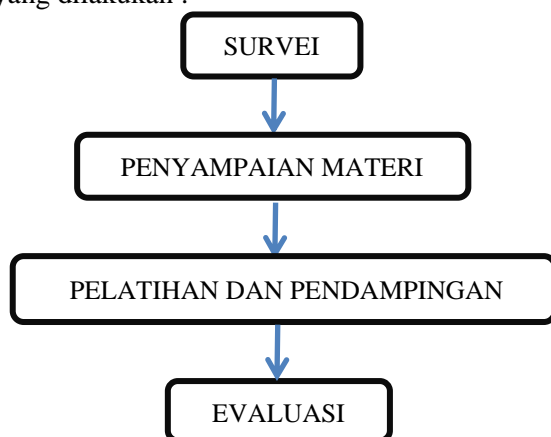 yang dilakukan :
SURVEI
PENYAMPAIAN MATERI
PELATIHAN DAN PENDAMPINGAN
EVALUASI